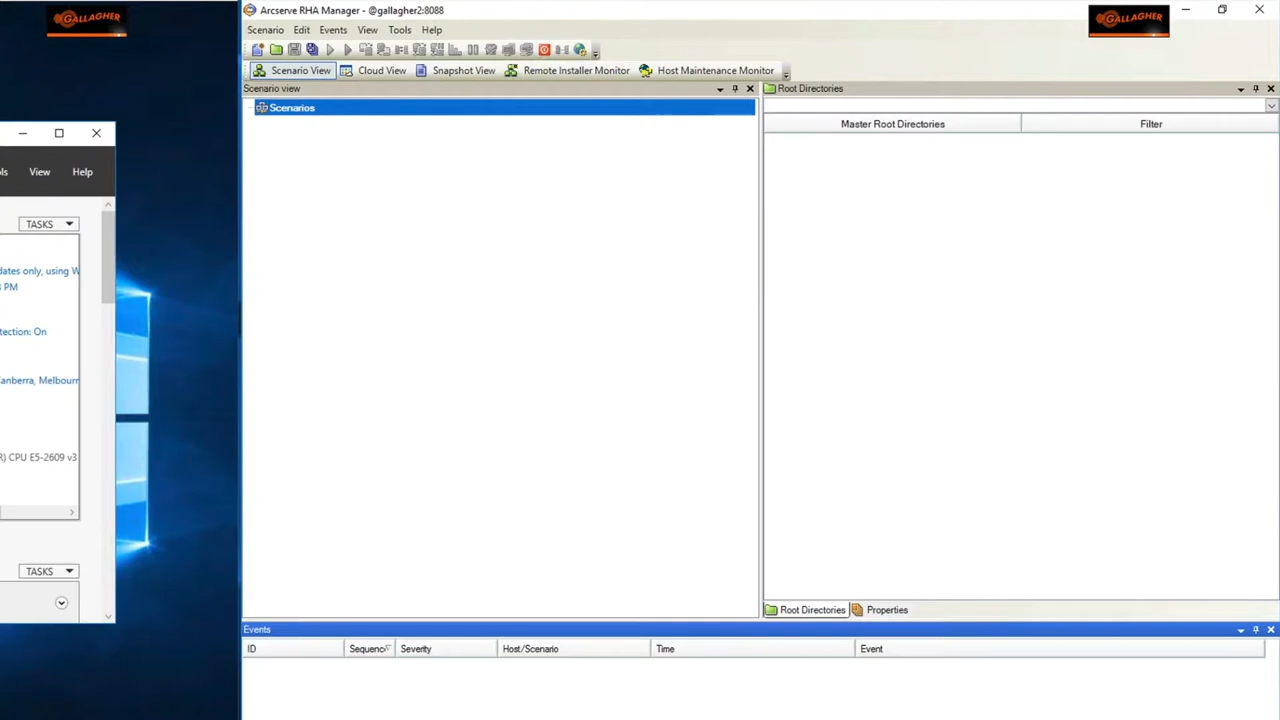 GALLAGHER
Arcserve RHA Manager - @gallagher2:8088
GALLAGHER
Scenario Edit Events View Tools Help
Scenario View Cloud View Snapshot View Remote Installer Monitor Host Maintenance Monitor
Scenario view
Root Directories
Scenarios
Master Root Directories Filter
View Help
TASKS
dates only, using W
PM
tection: On
Canberra, Melbourn
R) CPU E5-2609 v3
TASKS
Root Directories Properties
Events
ID Sequenc Severity Host/Scenario Time Event